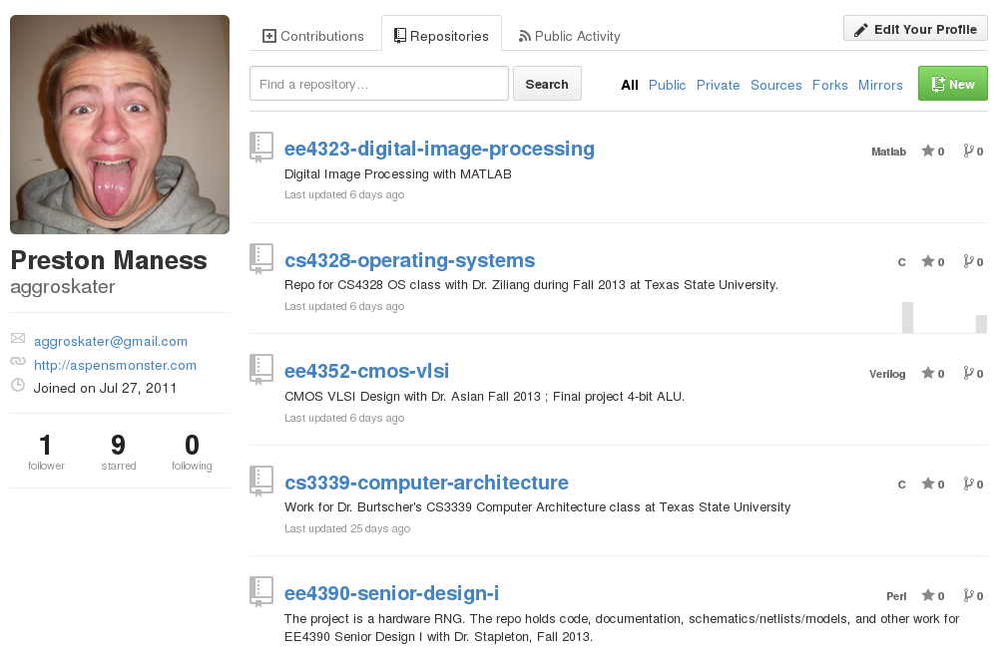 Contributions
Repositories
Public Activity
Edit Your Profile
Find a repository…
Search
All Public Private Sources Forks Mirrors
New
Preston Maness
aggroskater
aggroskater@gmail.com
http://aspensmonster.com
Joined on Jul 27, 2011
1 9 0
follower starred following
ee4323-digital-image-processing
Matlab 0 0
Digital Image Processing with MATLAB
Last updated 6 days ago
cs4328-operating-systems
C 0 0
Repo for CS4328 OS class with Dr. Ziliang during Fall 2013 at Texas State University.
Last updated 6 days ago
ee4352-cmos-vlsi
Verilog 0 0
CMOS VLSI Design with Dr. Aslan Fall 2013 ; Final project 4-bit ALU.
Last updated 6 days ago
cs3339-computer-architecture
C 0 0
Work for Dr. Burtscher's CS3339 Computer Architecture class at Texas State University
Last updated 25 days ago
ee4390-senior-design-i
Perl 0 0
The project is a hardware RNG. The repo holds code, documentation, schematics/netlists/models, and other work for
EE4390 Senior Design I with Dr. Stapleton, Fall 2013.